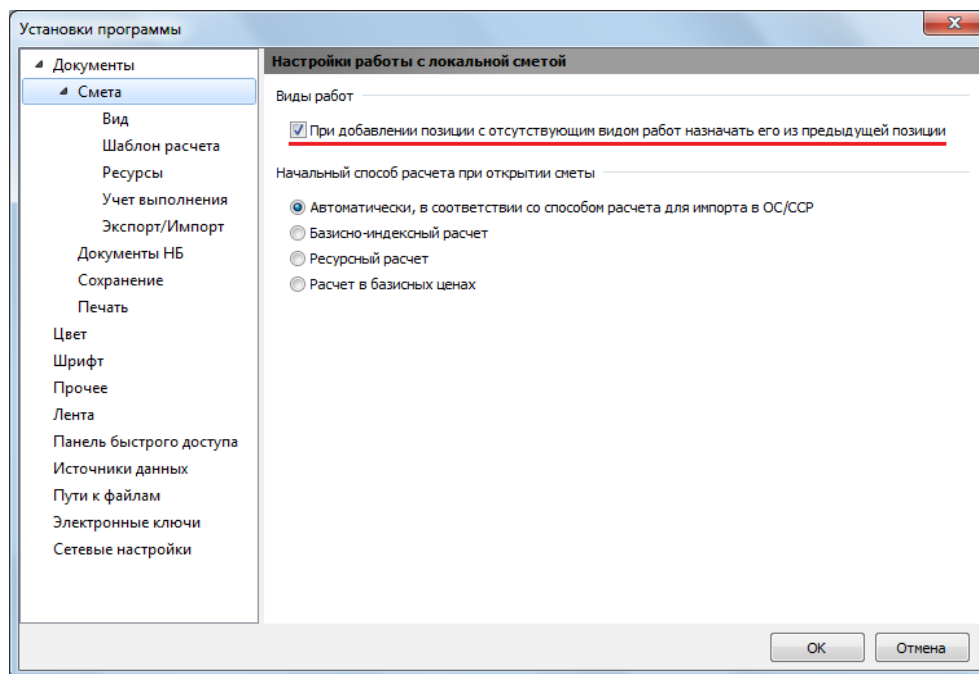 Установки программы
Документы
Смета
Вид
Шаблон расчета
Ресурсы
Учет выполнения
Экспорт/Импорт
Документы НБ
Сохранение
Печать
Цвет
Шрифт
Прочее
Лента
Панель быстрого доступа
Источники данных
Пути к файлам
Электронные ключи
Сетевые настройки
Настройки работы с локальной сметой
Виды работ
При добавлении позиции с отсутствующим видом работ назначать его из предыдущей позиции
Начальный способ расчета при открытии сметы
Автоматически, в соответствии со способом расчета для импорта в ОС/ССР
Базисно-индексный расчет
Ресурсный расчет
Расчет в базисных ценах
ОК
Отмена